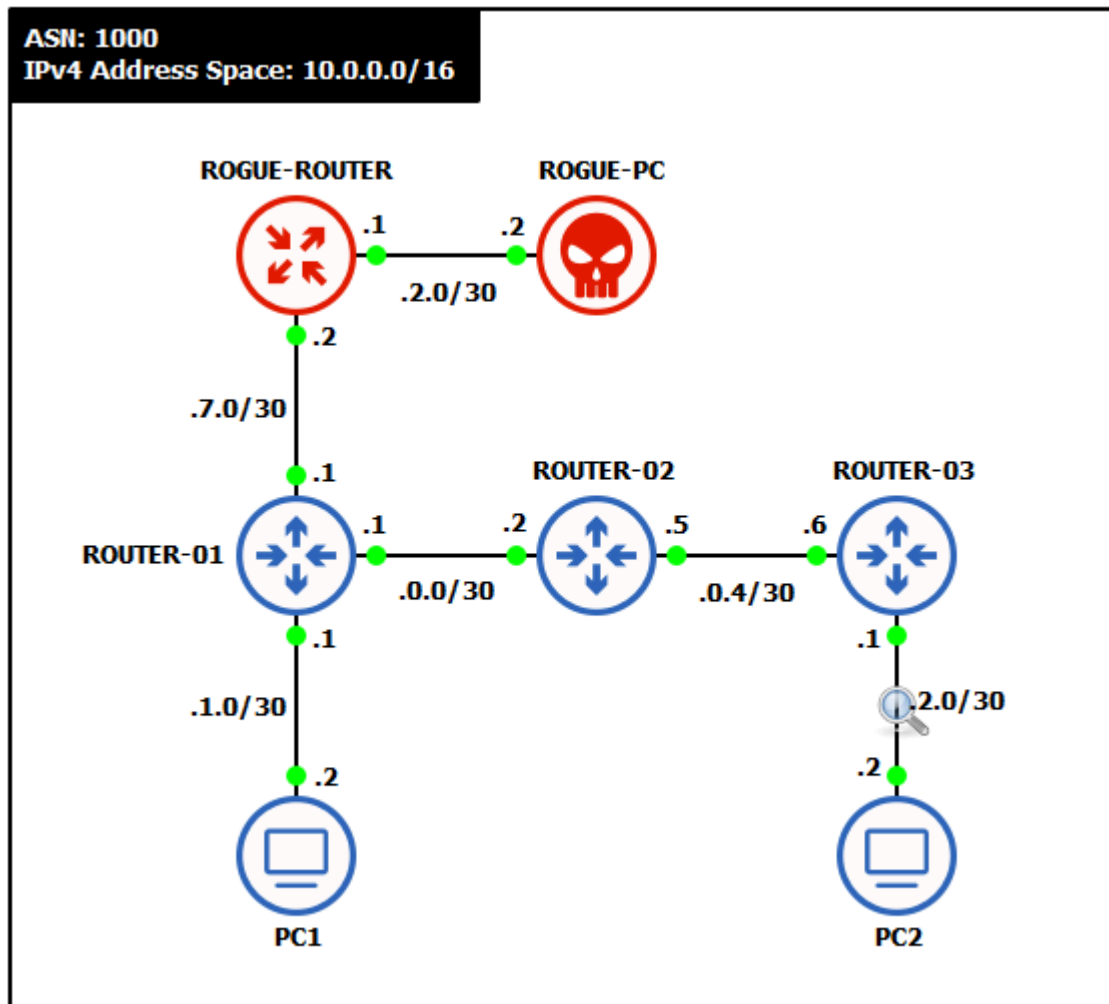 ASN: 1000
IPv4 Address Space: 10.0.0.0/16
ROGUE-ROUTER
ROGUE-PC
.1
.2
.2.0/30
.2
.7.0/30
.1
ROUTER-02
ROUTER-03
ROUTER-01
.1
.2
.5
.6
.0.0/30
.0.4/30
.1
.1
.1.0/30
.2.0/30
.2
.2
PC1
PC2